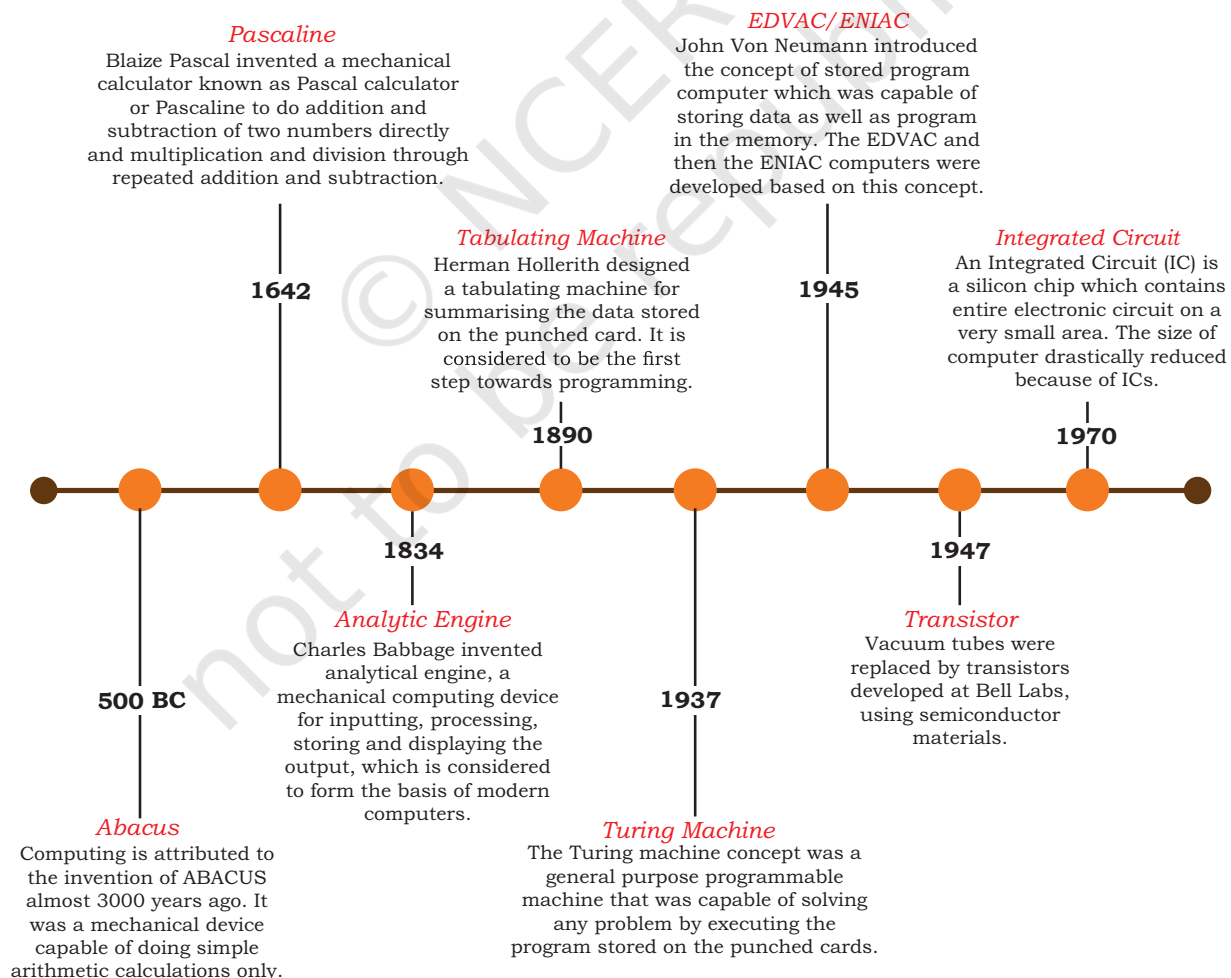 Pascaline
Blaize Pascal invented a mechanical
calculator known as Pascal calculator
or Pascaline to do addition and
subtraction of two numbers directly
and multiplication and division through
repeated addition and subtraction.
1642
EDVAC/ENIAC
John Von Neumann introduced
the concept of stored program
computer which was capable of
storing data as well as program
in the memory. The EDVAC and
then the ENIAC computers were
developed based on this concept.
1945
Tabulating Machine
Herman Hollerith designed
a tabulating machine for
summarising the data stored
on the punched card. It is
considered to be the first
step towards programming.
1890
Integrated Circuit
An Integrated Circuit (IC) is
a silicon chip which contains
entire electronic circuit on a
very small area. The size of
computer drastically reduced
because of ICs.
1970
500 BC
Abacus
Computing is attributed to
the invention of ABACUS
almost 3000 years ago. It
was a mechanical device
capable of doing simple
arithmetic calculations only.
1834
Analytic Engine
Charles Babbage invented
analytical engine, a
mechanical computing device
for inputting, processing,
storing and displaying the
output, which is considered
to form the basis of modern
computers.
1937
Turing Machine
The Turing machine concept was a
general purpose programmable
machine that was capable of solving
any problem by executing the
program stored on the punched cards.
1947
Transistor
Vacuum tubes were
replaced by transistors
developed at Bell Labs,
using semiconductor
materials.
© NCER
not to be republi